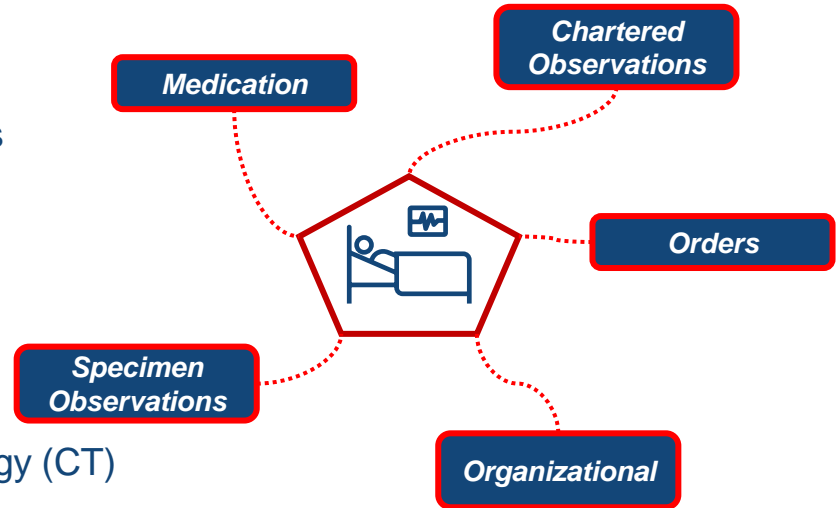 Chartered
Observations
Medication
s
Orders
Specimen
Observations
gy (CT)
Organizational